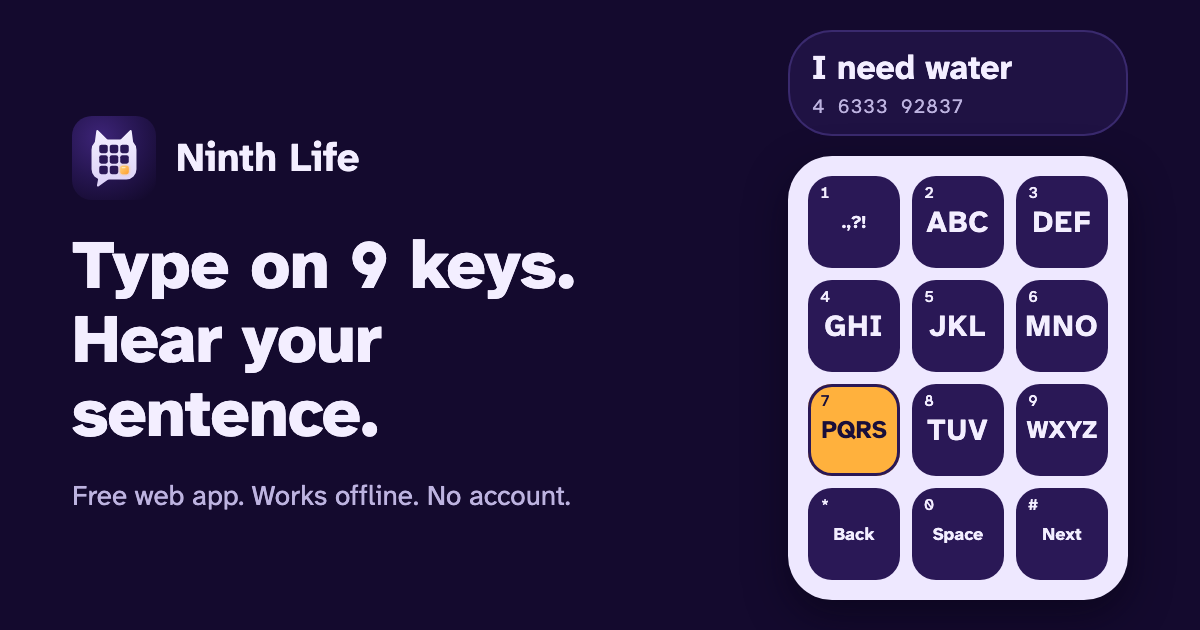 Ninth Life
Type on 9 keys.
Hear your
sentence.
Free web app. Works offline. No account.
I need water
4 6333 92837
1
.,?!
2
ABC
3
DEF
4
GHI
5
JKL
6
MNO
7
PQRS
8
TUV
9
WXYZ
*
Back
0
Space
#
Next